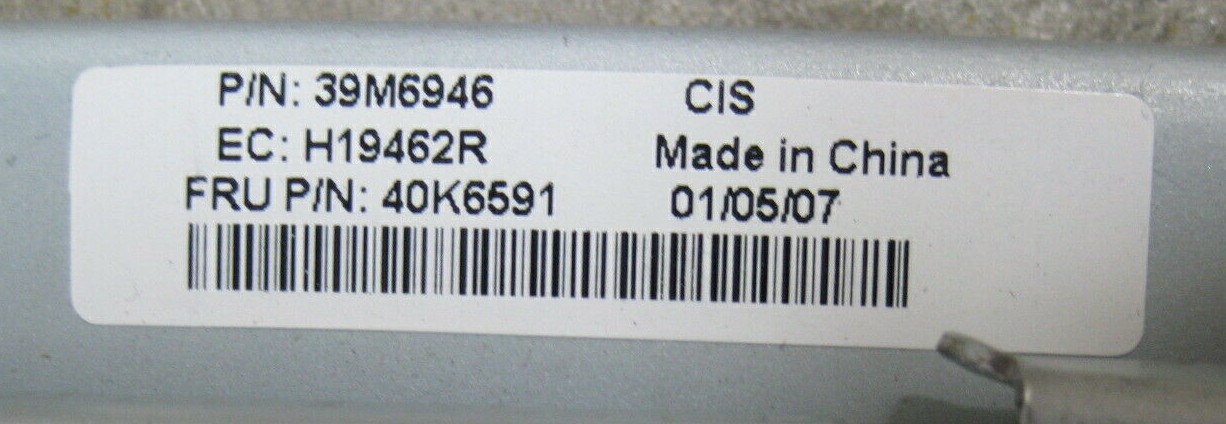 P/N: 39M6946 CIS
EC: H19462R Made in China
FRU P/N: 40K6591 01/05/07